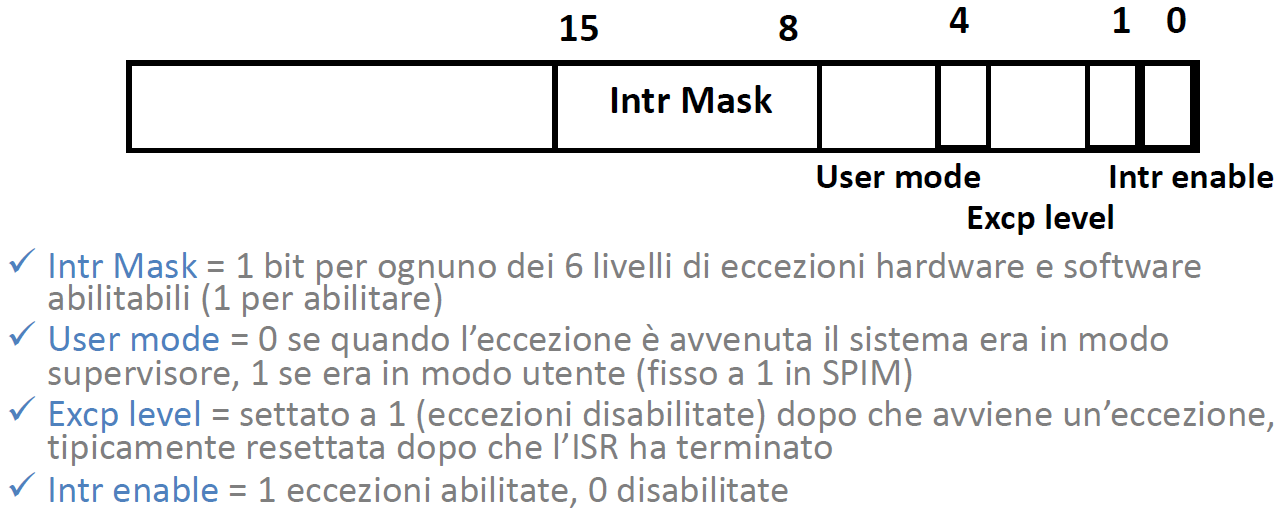 15 8 4 1 0
Intr Mask
User mode Intr enable
Excp level
✓ Intr Mask = 1 bit per ognuno dei 6 livelli di eccezioni hardware e software
abilitabili (1 per abilitare)
✓ User mode = 0 se quando l’eccezione è avvenuta il sistema era in modo
supervisore, 1 se era in modo utente (fisso a 1 in SPIM)
✓ Excp level = settato a 1 (eccezioni disabilitate) dopo che avviene un’eccezione,
tipicamente resettata dopo che l’ISR ha terminato
✓ Intr enable = 1 eccezioni abilitate, 0 disabilitate